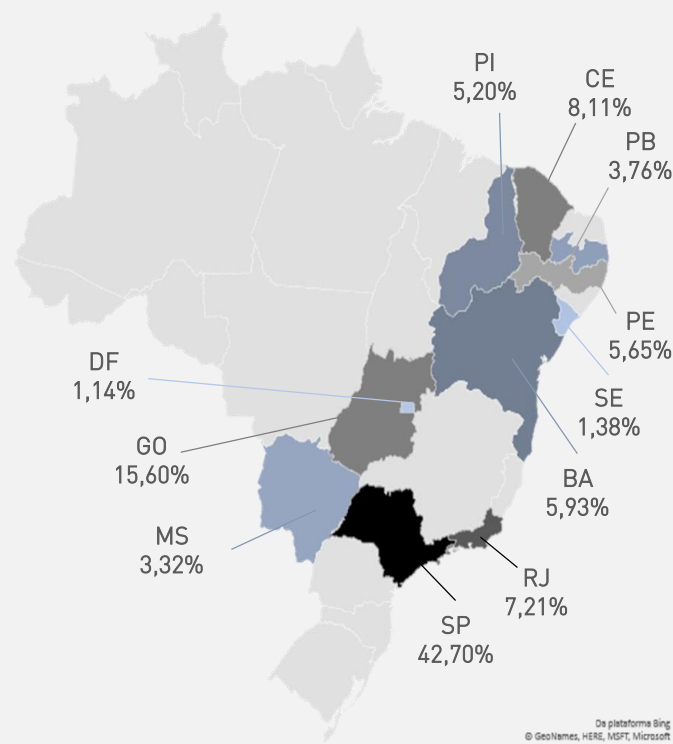 PI
5,20%
CE
8,11%
PB
3,76%
PE
5,65%
DF
1,14%
SE
1,38%
GO
15,60%
BA
5,93%
MS
3,32%
RJ
7,21%
SP
42,70%
Da plataforma Bing
© GeoNames, HERE, MSFT, Microsoft